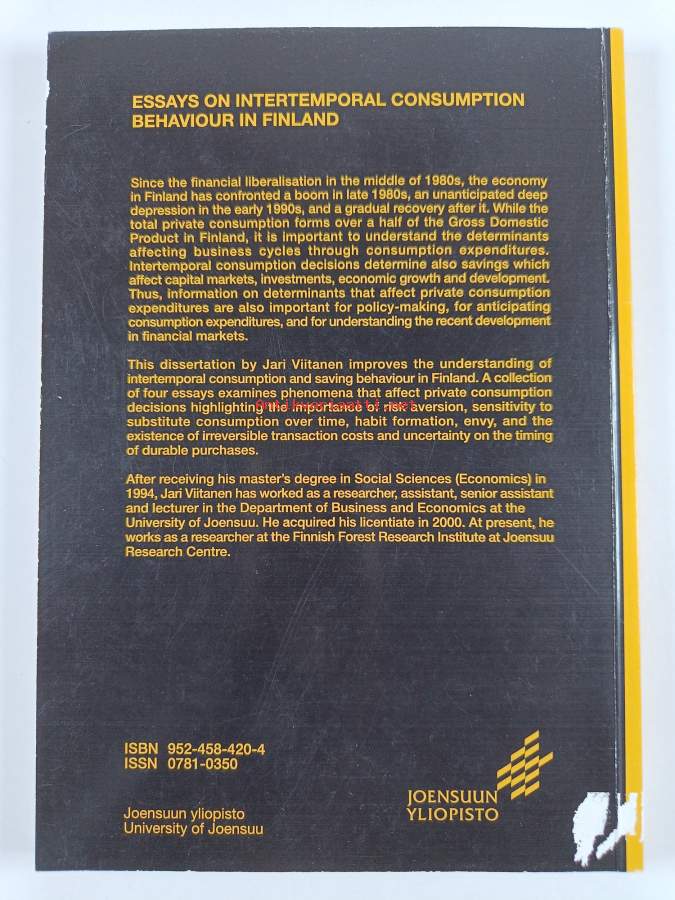 ESSAYS ON INTERTEMPORAL CONSUMPTION
BEHAVIOUR IN FINLAND
Since the financial liberalisation in the middle of 1980s, the economy
in Finland has confronted a boom in late 1980s, an unanticipated deep
depression in the early 1990s, and a gradual recovery after it. While the
total private consumption forms over a half of the Gross Domestic
Product in Finland, it is important to understand the determinants
affecting business cycles through consumption expenditures.
Intertemporal consumption decisions determine also savings which
affect capital markets, investments, economic growth and development.
Thus, information on determinants that affect private consumption
expenditures are also important for policy-making, for anticipating
consumption expenditures, and for understanding the recent development
in financial markets.
This dissertation by Jari Viitanen improves the understanding of
intertemporal consumption and saving behaviour in Finland. A collection
of four essays examines phenomena that affect private consumption
decisions highlighting the importance of risk aversion, sensitivity to
substitute consumption over time, habit formation, envy, and the
existence of irreversible transaction costs and uncertainty on the timing
of durable purchases.
After receiving his master's degree in Social Sciences (Economics) in
1994, Jari Viitanen has worked as a researcher, assistant, senior assistant
and lecturer in the Department of Business and Economics at the
University of Joensuu. He acquired his licentiate in 2000. At present, he
works as a researcher at the Finnish Forest Research Institute at Joensuu
Research Centre.
ISBN 952-458-420-4
ISSN 0781-0350
JOENSUUN
YLIOPISTO
Joensuun yliopisto
University of Joensuu